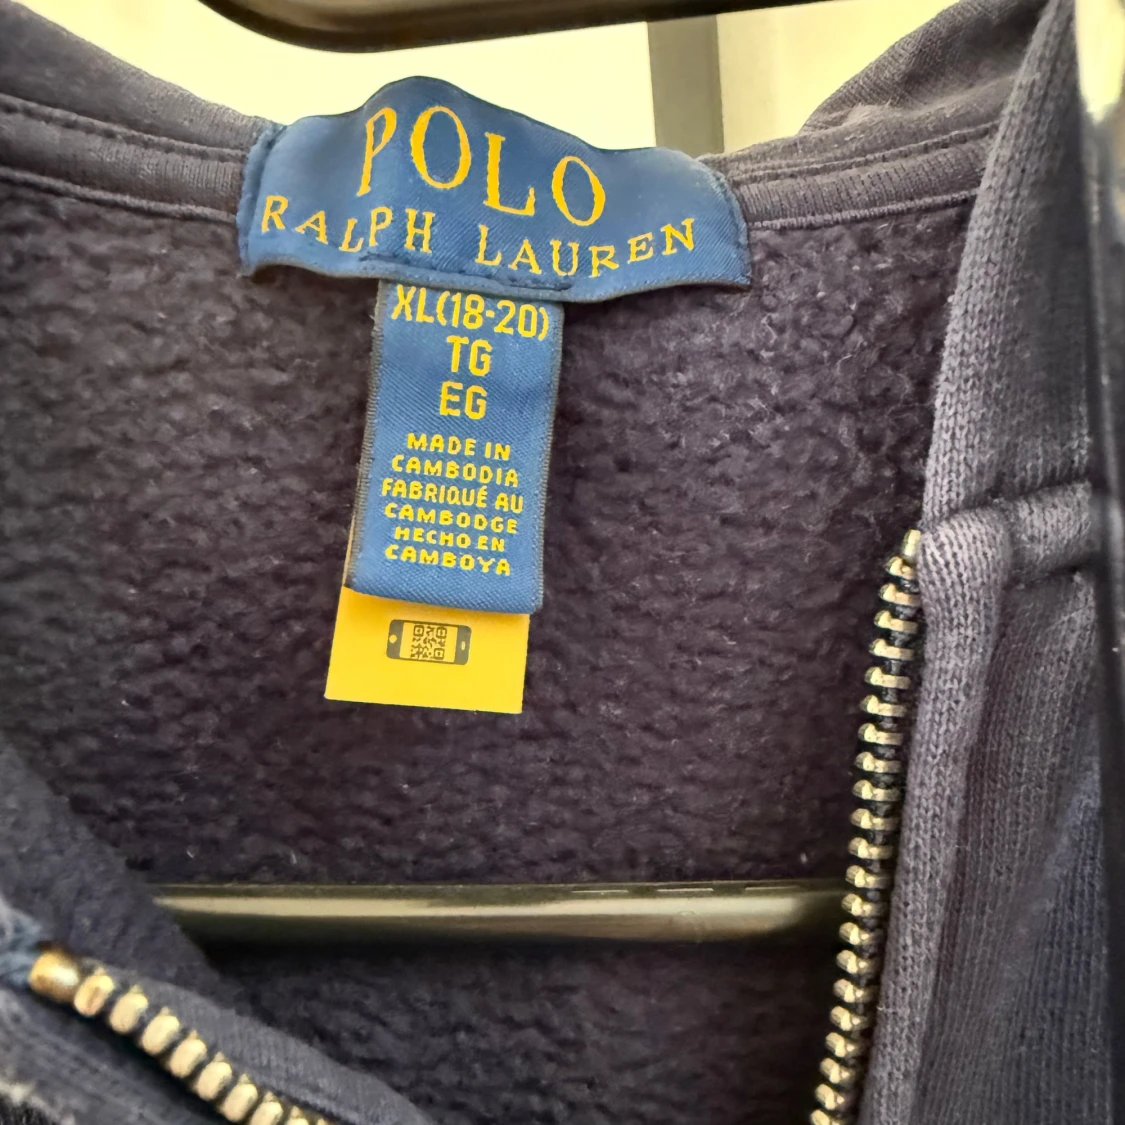 POLO
RALPH LAUREN
XL(18-20)
TG
EG
MADE IN
CAMBODIA
FABRIQUÉ AU
CAMBODGE
HECHO EN
CAMBOYA